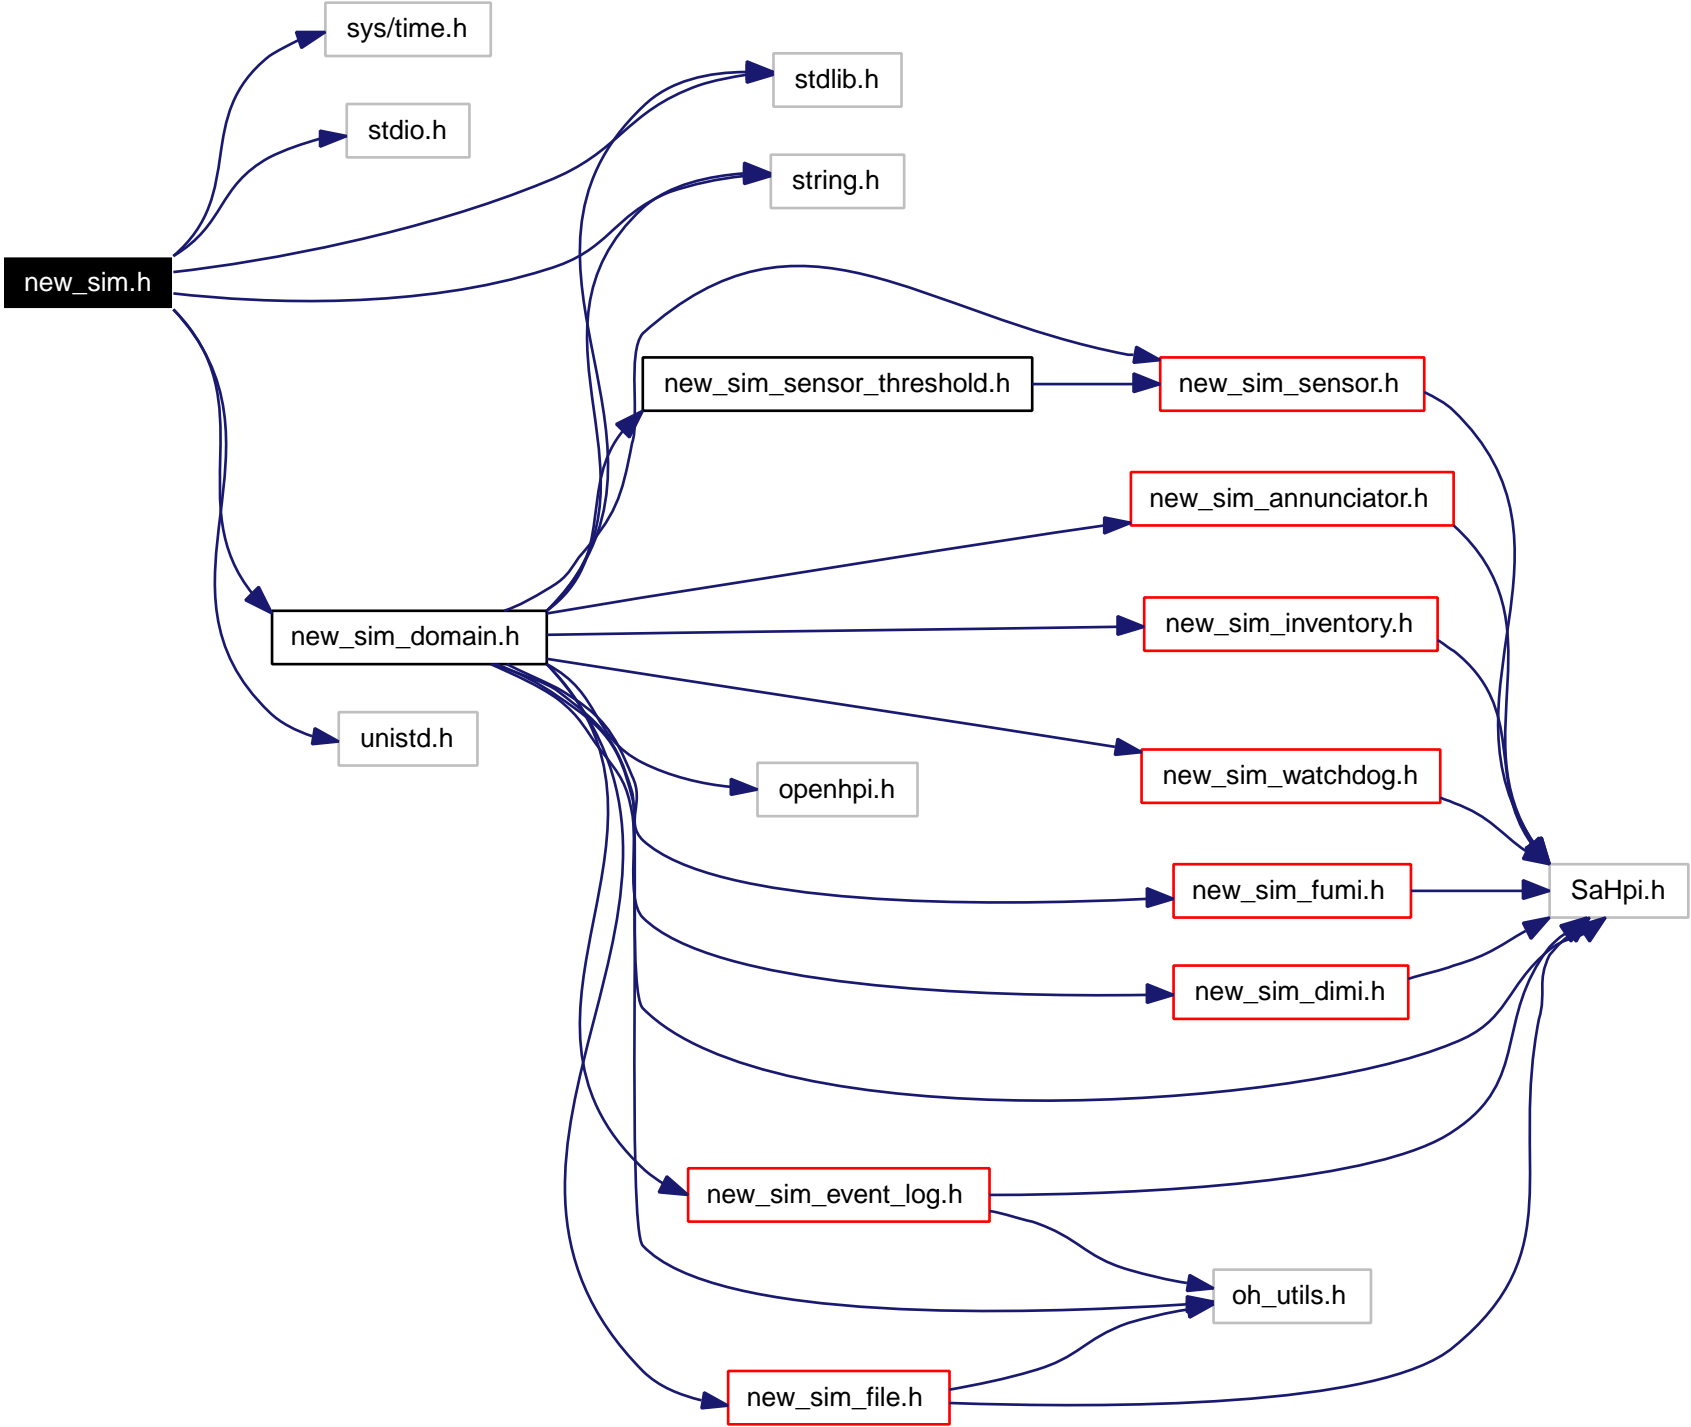 sys/time.h
stdlib.h
stdio.h
string.h
new_sim.h
new_sim_sensor_threshold.h
new_sim_sensor.h
new_sim_annunciator.h
new_sim_inventory.h
new_sim_domain.h
unistd.h
new_sim_watchdog.h
openhpi.h
new_sim_fumi.h
SaHpi.h
new_sim_dimi.h
new_sim_event_log.h
oh_utils.h
new_sim_file.h